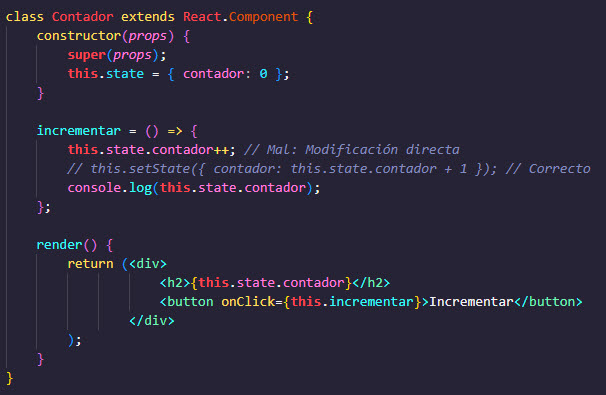 class Contador extends React.Component {
constructor(props) {
super(props);
this.state = { contador: 0 };
}
incrementar = () => {
this.state.contador++; // Mal: Modificación directa
// this.setState({ contador: this.state.contador + 1 }); // Correcto
console.log(this.state.contador);
};
render() {
return (<div>
<h2>{this.state.contador}</h2>
<button onClick={this.incrementar}>Incrementar</button>
</div>
);
}
}